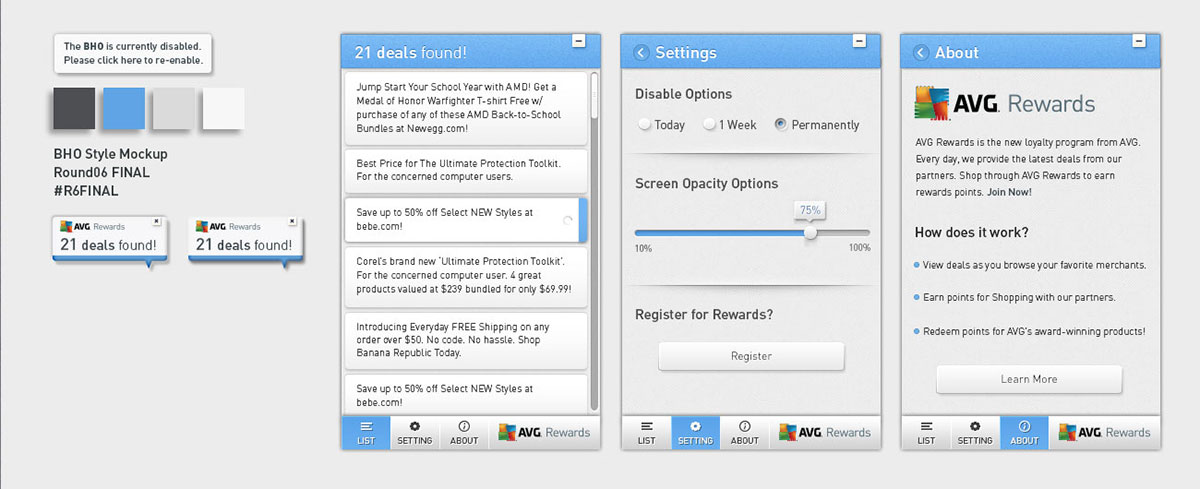 The BHO is currently disabled.
Please click here to re-enable.
BHO Style Mockup
Round06 FINAL
#R6FINAL
AVG. Rewards
21 deals found!
AVG. Rewards
21 deals found!
21 deals found!
Jump Start Your School Year with AMD! Get a
Medal of Honor Warfighter T-shirt Free w/
purchase of any of these AMD Back-to-School
Bundles at Newegg.com!
Best Price for The Ultimate Protection Toolkit.
For the concerned computer users.
Save up to 50% off Select NEW Styles at
bebe.com!
Corel's brand new 'Ultimate Protection Toolkit'.
For the concerned computer user. 4 great
products valued at $239 bundled for only $69.99!
Introducing Everyday FREE Shipping on any
order over $50. No code. No hassle. Shop
Banana Republic Today.
Save up to 50% off Select NEW Styles at
bebe.com!
LIST
SETTING
ABOUT
AVG. Rewards
Settings
Disable Options
Today
1 Week
Permanently
Screen Opacity Options
75%
10%
100%
Register for Rewards?
Register
LIST
SETTING
ABOUT
AVG. Rewards
About
AVG. Rewards
AVG Rewards is the new loyalty program from AVG.
Every day, we provide the latest deals from our
partners. Shop through AVG Rewards to earn
rewards points. Join Now!
How does it work?
View deals as you browse your favorite merchants.
Earn points for Shopping with our partners.
Redeem points for AVG's award-winning products!
Learn More
LIST
SETTING
ABOUT
AVG. Rewards